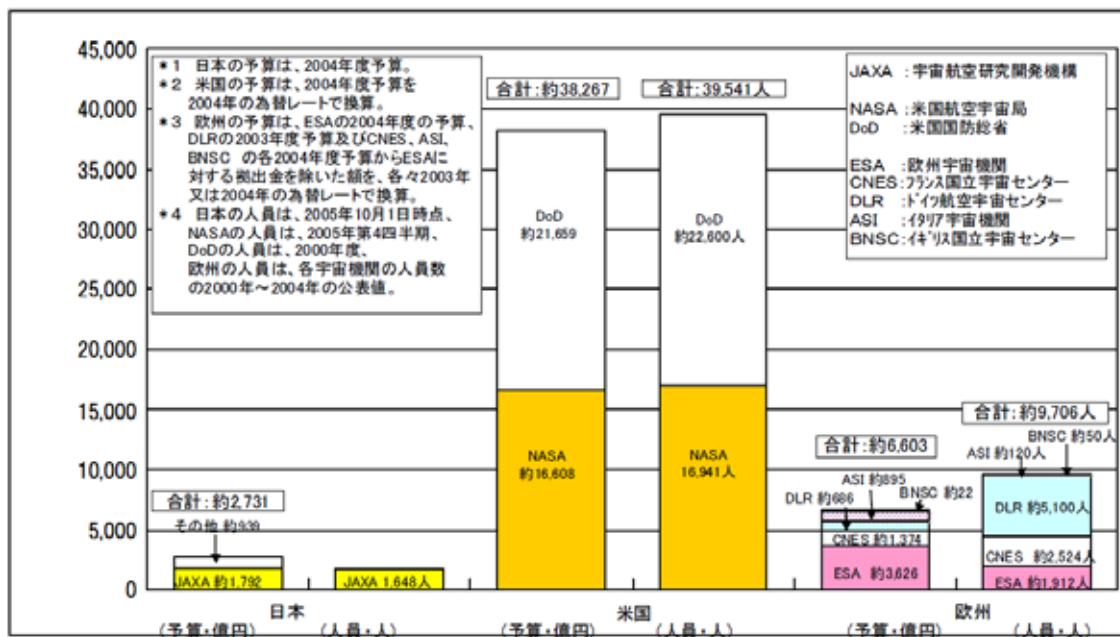 45,000
40,000
35,000
30,000
25,000
20,000
15,000
10,000
5,000
0
*1 日本の予算は、2004年度予算。
*2 米国の予算は、2004年度予算を
2004年の為替レートで換算。
*3 欧州の予算は、ESAの2004年度の予算、
DLRの2003年度予算及びCNES、ASI、
BNSC の各2004年度予算からESAに
対する拠出金を除いた額を、各々2003年
又は2004年の為替レートで換算。
*4 日本の人員は、2005年10月1日時点、
NASAの人員は、2005年第4四半期、
DoDの人員は、2000年度、
欧州の人員は、各宇宙機関の人員数
の2000年～2004年の公表値。
合計:約38,267
合計:39,541人
JAXA :宇宙航空研究開発機構
NASA :米国航空宇宙局
DoD :米国国防総省
ESA :欧州宇宙機関
CNES:フランス国立宇宙センター
DLR :ドイツ航空宇宙センター
ASI :イタリア宇宙機関
BNSC:イギリス国立宇宙センター
DoD
約21,659
DoD
約22,600人
NASA
約16,608
NASA
16,941人
合計:約2,731
その他 約939
JAXA 約1,792
JAXA 1,648人
合計:約6,603
ASI 約895
DLR 約686
BNSC 約22
CNES 約1,374
ESA 約3,626
合計:約9,706人
BNSC 約50人
ASI 約120人
DLR 約5,100人
CNES 約2,524人
ESA 約1,912人
日本
米国
欧州
(予算・億円)
(人員・人)
(予算・億円)
(人員・人)
(予算・億円)
(人員・人)